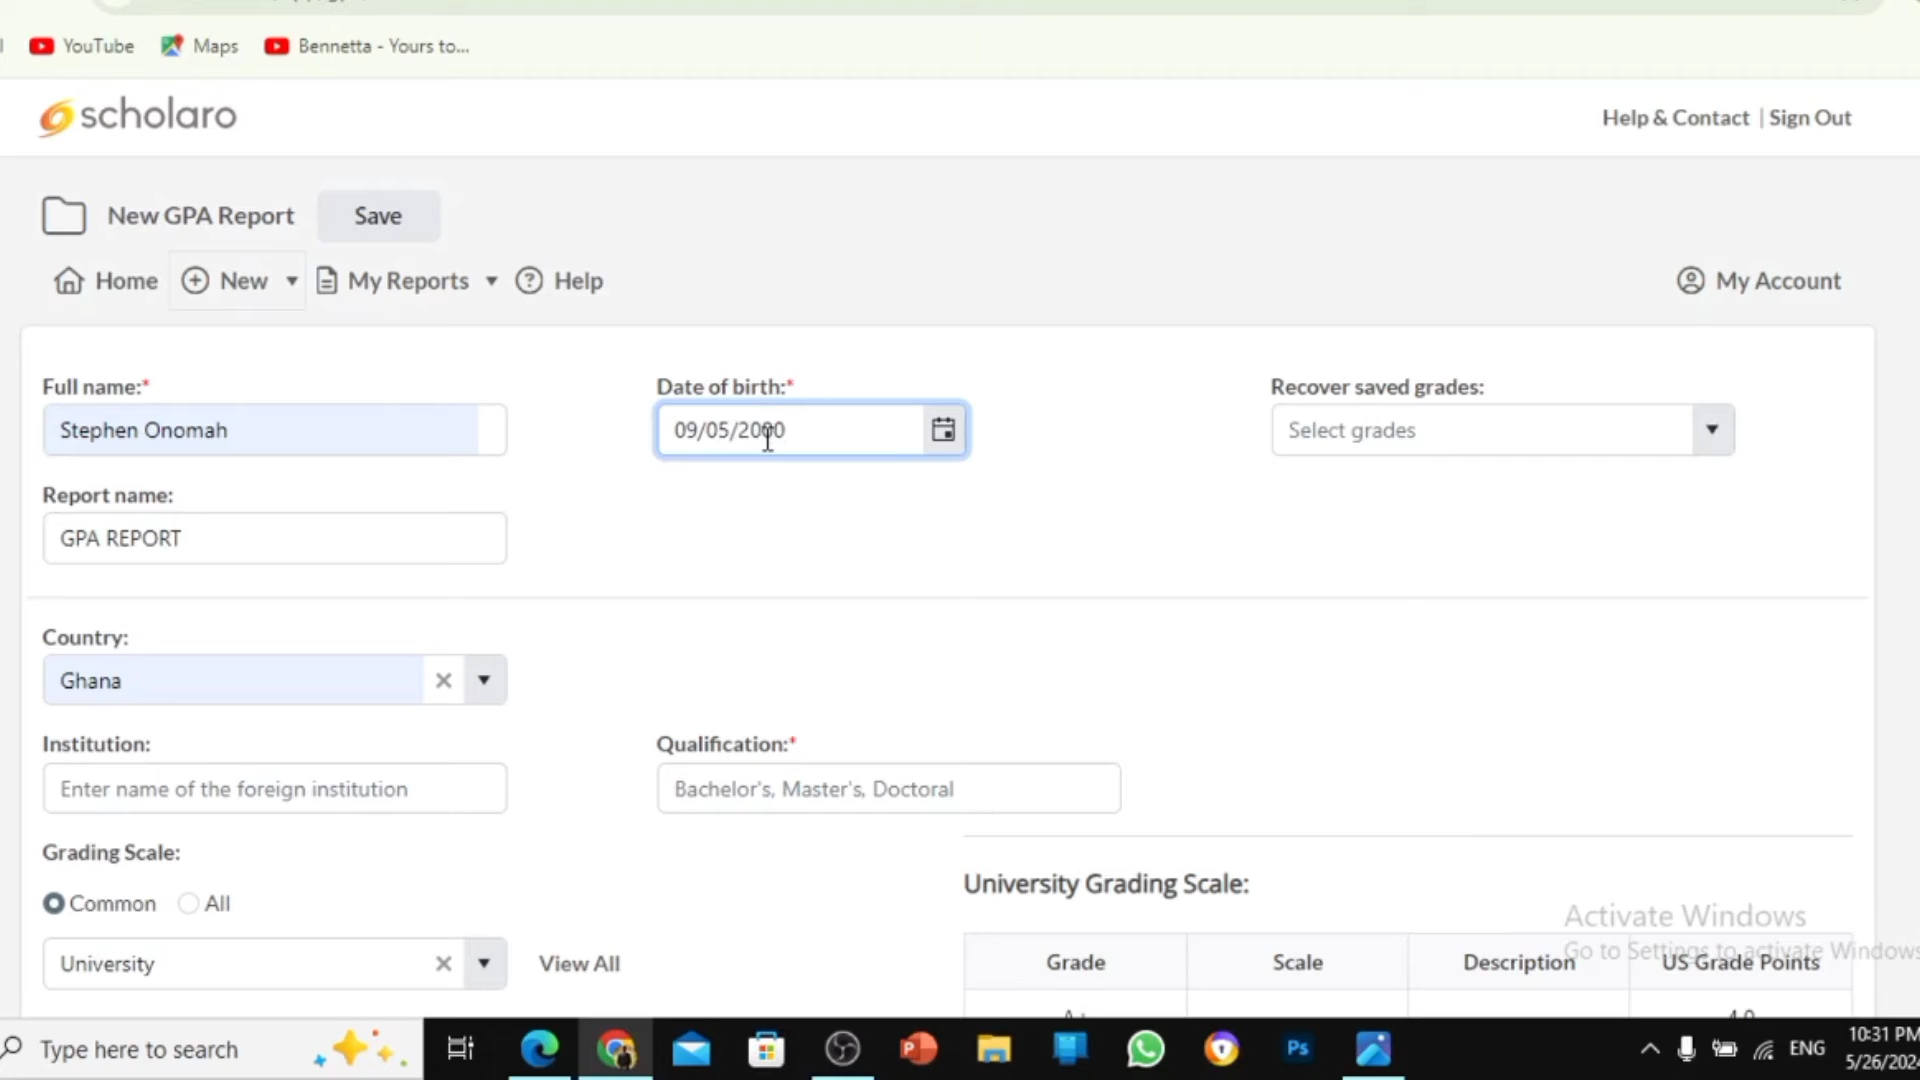 YouTube Maps Bennetta - Yours to...
scholaro
Help & Contact | Sign Out
New GPA Report Save
Home New My Reports Help My Account
Full name:* Date of birth:* Recover saved grades:
Stephen Onomah 09/05/2000 Select grades
Report name:
GPA REPORT
Country:
Ghana
Institution: Qualification:*
Enter name of the foreign institution Bachelor's, Master's, Doctoral
Grading Scale:
University Grading Scale:
Common All
Activate Windows
Go to Settings to activate Windows
University View All
Grade Scale Description US Grade Points
Type here to search
ENG
10:31 PM
5/26/202